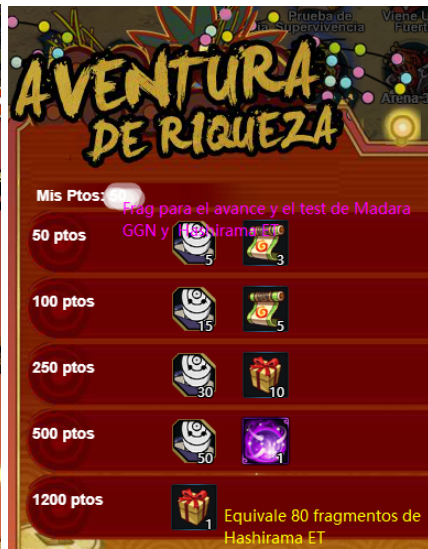 Prueba de
Supervivencia
Viene
Fuert
Arena
AVENTURA
DE RIQUEZA
Mis Ptos:
Frag para el avance y el test de Madara
GGN y Hashirama ET
50 ptos
5
3
100 ptos
15
5
250 ptos
30
10
500 ptos
50
1
1200 ptos
1
Equivale 80 fragmentos de
Hashirama ET